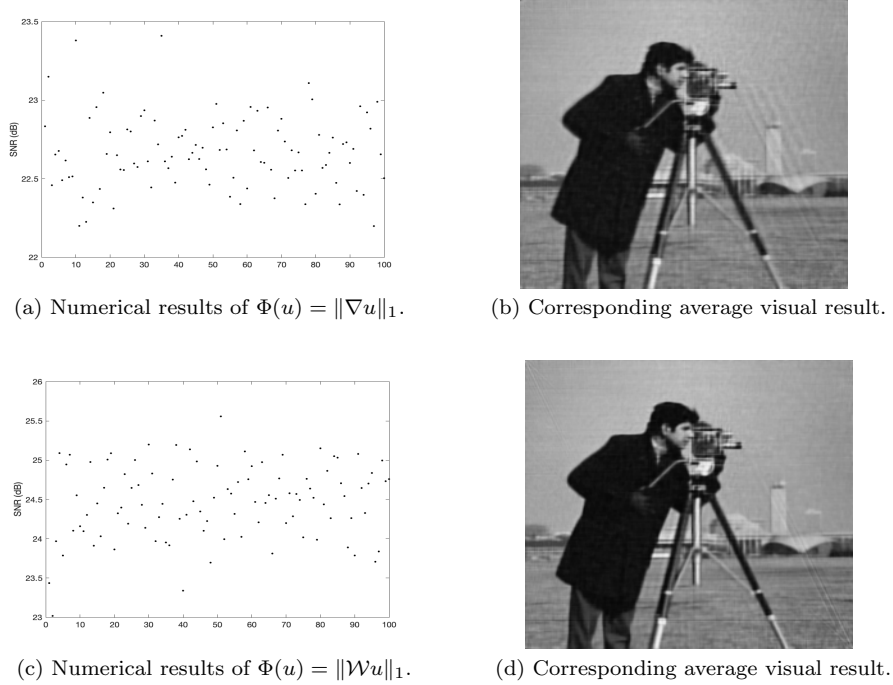 23.5
23
22.5
22
SNR (dB)
0 10 20 30 40 50 60 70 80 90 100
(a) Numerical results of Φ(u) = ‖∇u‖₁.
(b) Corresponding average visual result.
26
25.5
25
24.5
24
23.5
23
SNR (dB)
0 10 20 30 40 50 60 70 80 90 100
(c) Numerical results of Φ(u) = ‖𝒲u‖₁.
(d) Corresponding average visual result.